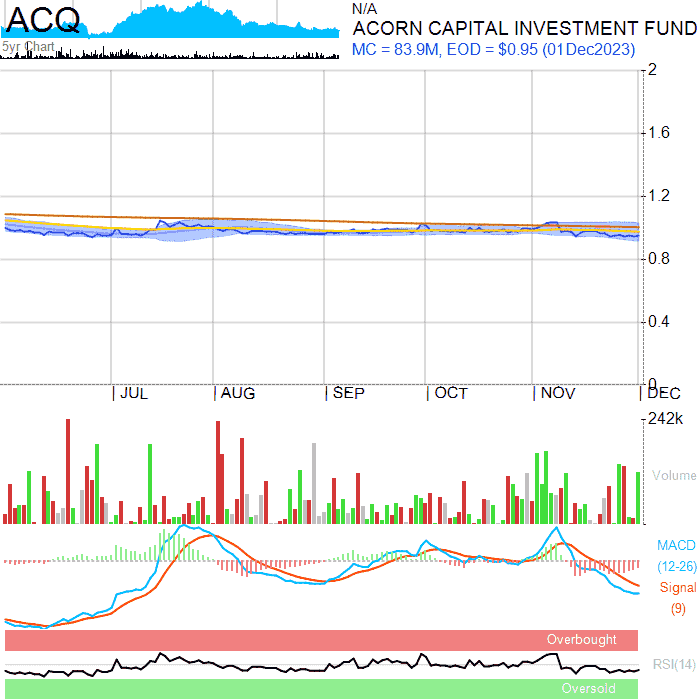 ACQ
5yr Chart
N/A
ACORN CAPITAL INVESTMENT FUND
MC = 83.9M, EOD = $0.95 (01Dec2023)
2
1.6
1.2
0.8
0.4
0
JUL
AUG
SEP
OCT
NOV
DEC
242k
Volume
MACD
(12-26)
Signal
(9)
Overbought
RSI(14)
Oversold